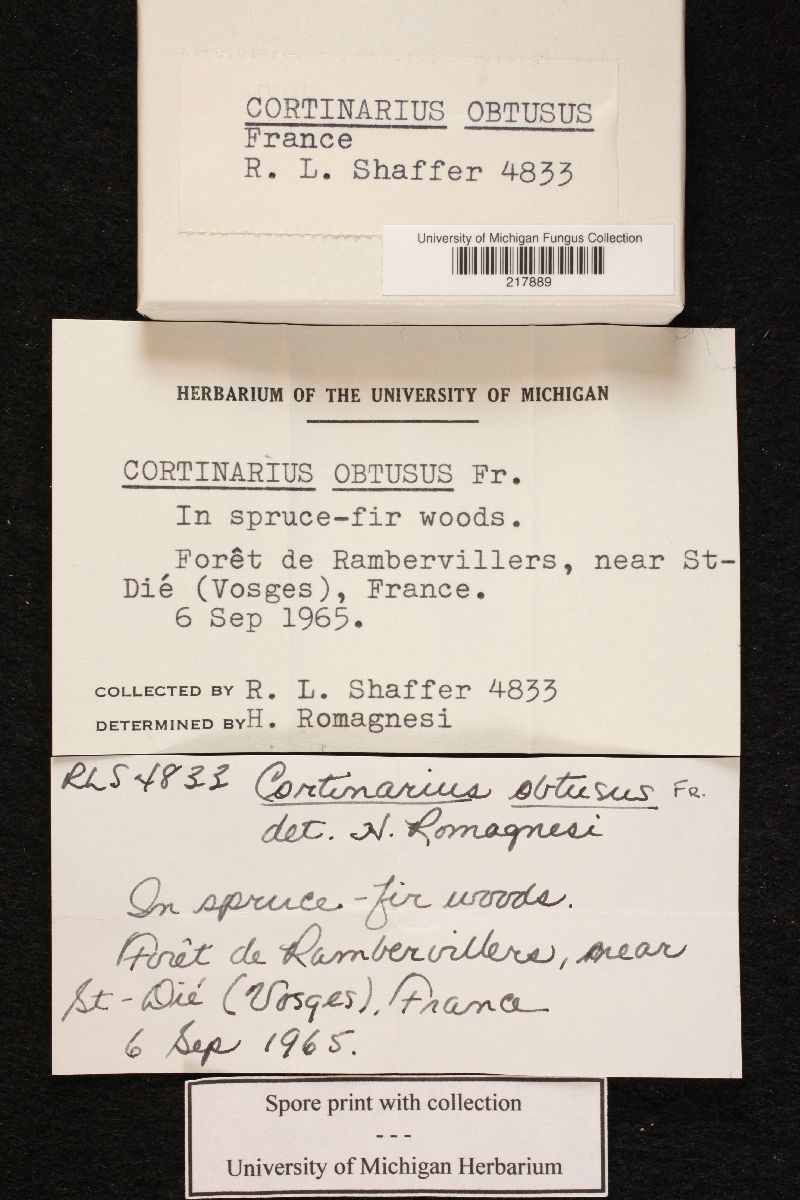 CORTINARIUS OBTUSUS
France
R. L. Shaffer 4833
University of Michigan Fungus Collection
217889
HERBARIUM OF THE UNIVERSITY OF MICHIGAN
CORTINARIUS OBTUSUS Fr.
In spruce-fir woods.
Forêt de Rambervillers, near St-
Dié (Vosges), France.
6 Sep 1965.
COLLECTED BY R. L. Shaffer 4833
DETERMINED BY H. Romagnesi
RLS 4833 Cortinarius obtusus Fr.
det. H. Romagnesi
In spruce-fir woods.
Forêt de Rambervillers, near
St-Dié (Vosges), France
6 Sep 1965.
Spore print with collection
---
University of Michigan Herbarium